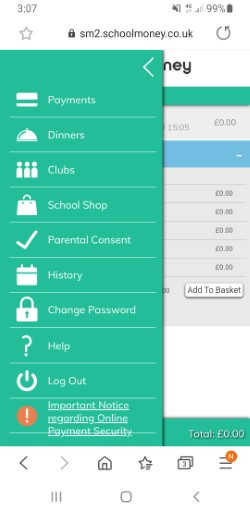 3:07
99%
sm2.schoolmoney.co.uk
ney
Payments
15:05
£0.00
Dinners
Clubs
£0.00
School Shop
£0.00
£0.00
Parental Consent
£0.00
History
£0.00
Add To Basket
Change Password
Help
Log Out
Important Notice
regarding Online
Payment Security
Total: £0.00
3
N